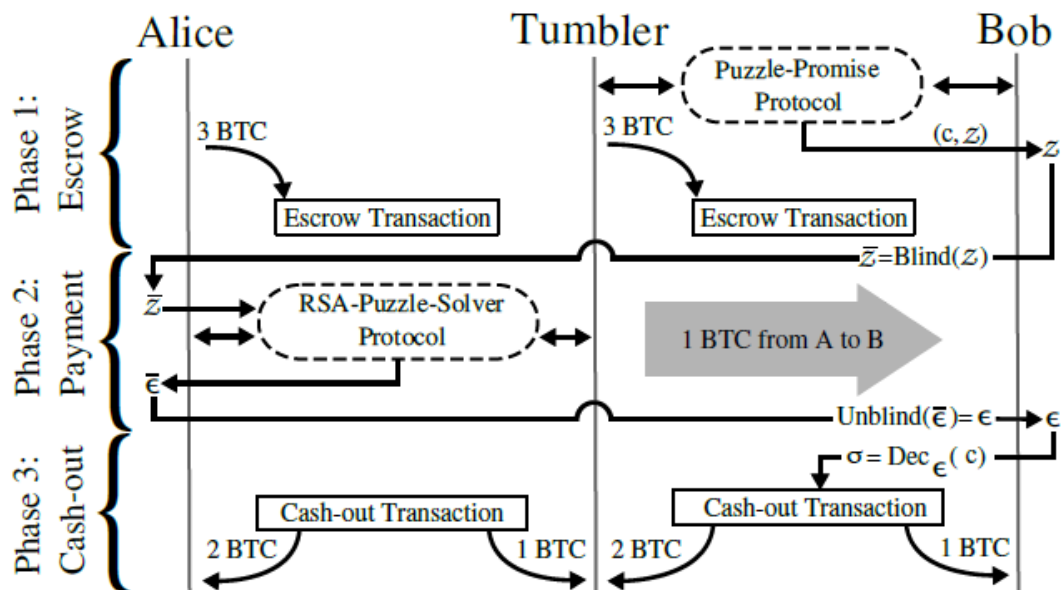 Alice
Tumbler
Bob
Phase 1:
Escrow
Puzzle-Promise
Protocol
3 BTC
3 BTC
(c, z)
z
Escrow Transaction
Escrow Transaction
Phase 2:
Payment
z̄=Blind(z)
z̄
RSA-Puzzle-Solver
Protocol
1 BTC from A to B
ϵ̄
Unblind(ϵ̄)= ϵ
ϵ
Phase 3:
Cash-out
σ= Dec_ϵ( c)
Cash-out Transaction
Cash-out Transaction
2 BTC
1 BTC
2 BTC
1 BTC